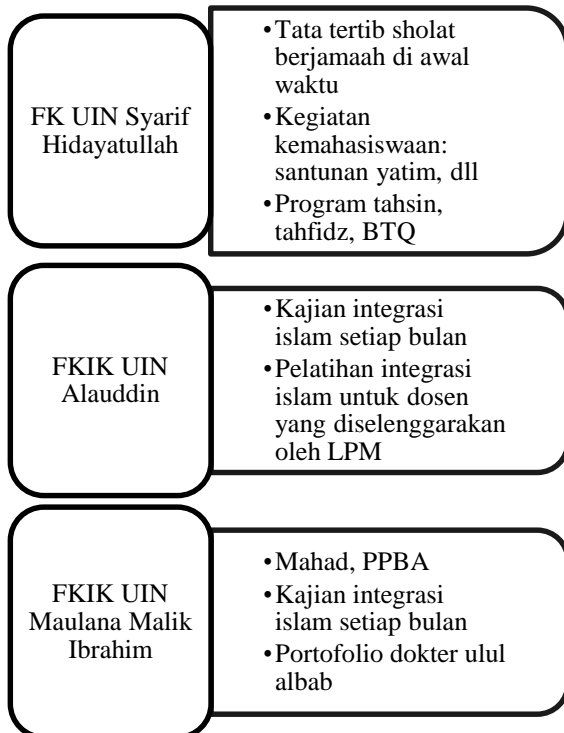 FK UIN Syarif
Hidayatullah
•Tata tertib sholat
berjamaah di awal
waktu
•Kegiatan
kemahasiswaan:
santunan yatim, dll
•Program tahsin,
tahfidz, BTQ
FKIK UIN
Alauddin
•Kajian integrasi
islam setiap bulan
•Pelatihan integrasi
islam untuk dosen
yang diselenggarakan
oleh LPM
FKIK UIN
Maulana Malik
Ibrahim
•Mahad, PPBA
•Kajian integrasi
islam setiap bulan
•Portofolio dokter ulul
albab